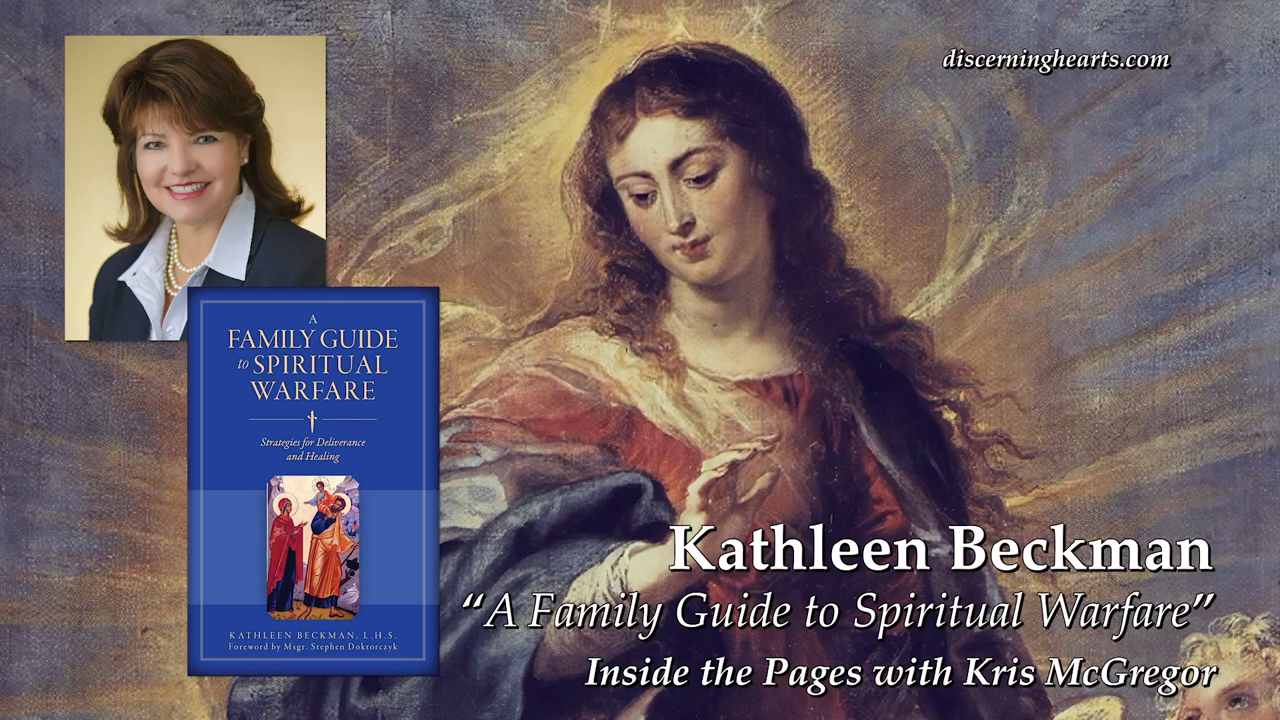 discerninghearts.com
A
FAMILY GUIDE
to SPIRITUAL
WARFARE
Strategies for Deliverance
and Healing
KATHLEEN BECKMAN, L.H.S.
Foreword by Msgr. Stephen Doktorczyk
Kathleen Beckman
“A Family Guide to Spiritual Warfare”
Inside the Pages with Kris McGregor